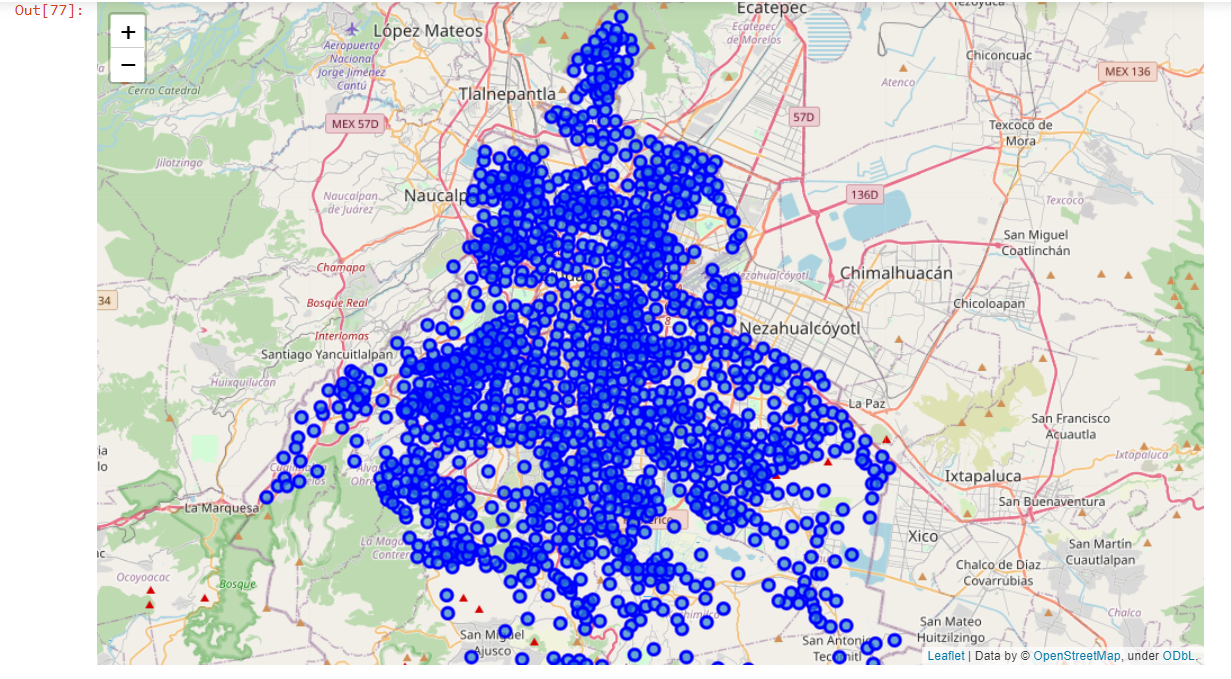 Out[77]:
+
−
Ecatepec
Tezoyuca
López Mateos
Ecatepec
de Morelos
Aeropuerto
Nacional
Jorge Jiménez
Cantú
Chiconcuac
MEX 136
Cerro Catedral
Atenco
Tlalnepantla
MEX 57D
57D
Texcoco de
Mora
Jilotzingo
Naucalp
Naucalpan
de Juárez
136D
Texcoco
San Miguel
Coatlinchán
Chamapa
Chimalhuacán
34
Bosque Real
Chicoloapan
Nezahualcóyotl
Interlomas
Santiago Yancuitlalpan
Huixquilucan
La Paz
San Francisco
Acuautla
Ixtapaluca
Ixtapaluca
La Marquesa
San Buenaventura
Xico
San Martín
Cuautlalpan
Chalco de Díaz
Covarrubias
Ocoyoacac
Bosque
Chalco
San Mateo
Huitzilzingo
San Miguel
Ajusco
San Antonio
Leaflet | Data by © OpenStreetMap, under ODbL.